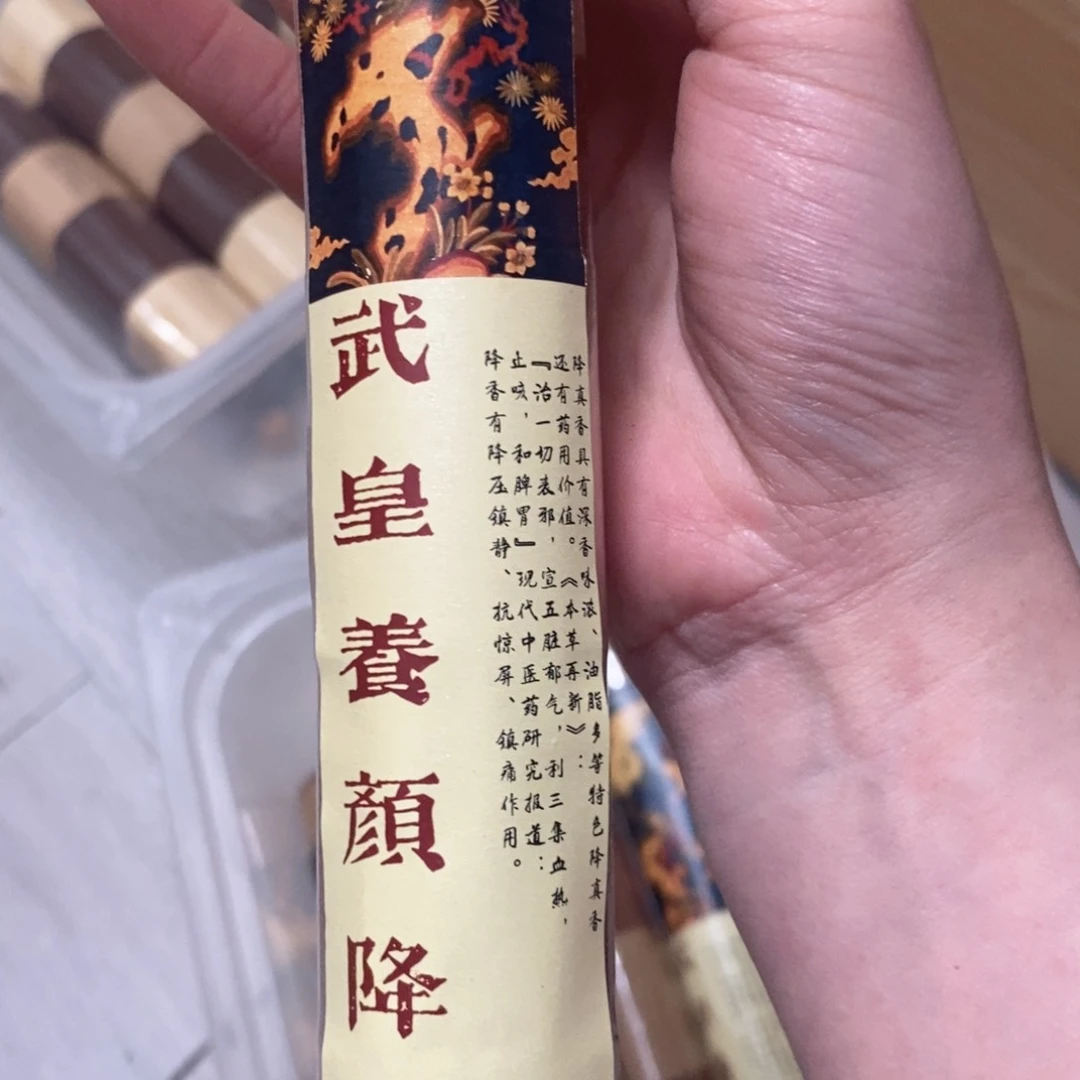 武皇養顔降
降真香具有深香味浓、油脂多等特色降真香
还有药用价值。《本草再新》：
『治一切表邪，宣五脏郁气，利三集血热，
止咳，和脾胃』现代中医药研究报道：
降香有降压镇静、抗惊屏、镇痛作用。